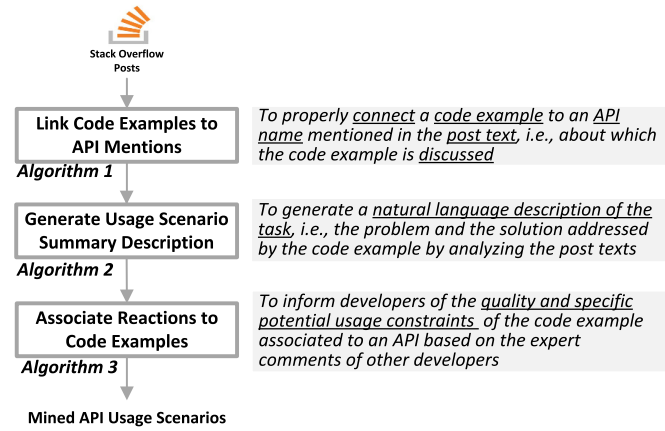 Stack Overflow
Posts
Link Code Examples to
API Mentions
Algorithm 1
To properly connect a code example to an API
name mentioned in the post text, i.e., about which
the code example is discussed
Generate Usage Scenario
Summary Description
Algorithm 2
To generate a natural language description of the
task, i.e., the problem and the solution addressed
by the code example by analyzing the post texts
Associate Reactions to
Code Examples
Algorithm 3
To inform developers of the quality and specific
potential usage constraints of the code example
associated to an API based on the expert
comments of other developers
Mined API Usage Scenarios